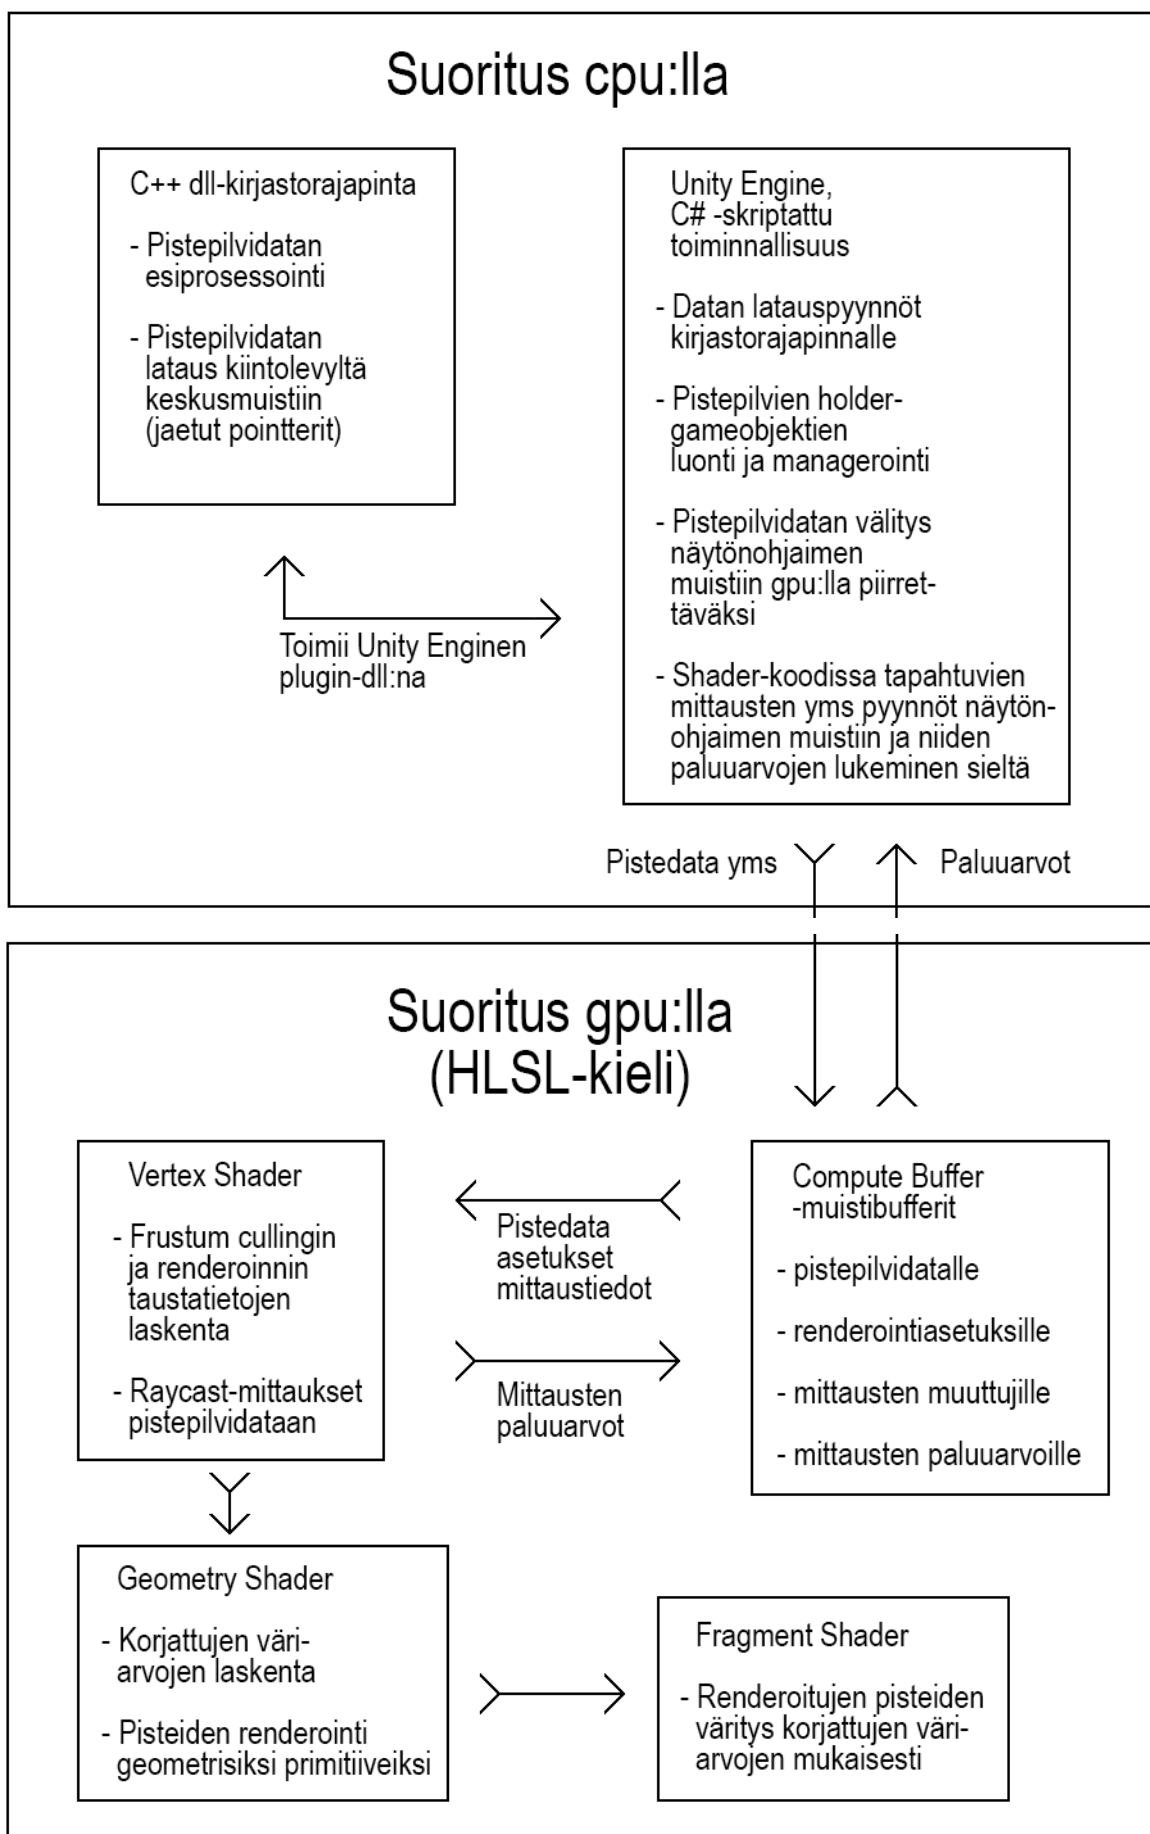 Suoritus cpu:lla
C++ dll-kirjastorajapinta
- Pistepilvidatan
esiprosessointi
- Pistepilvidatan
lataus kiintolevyltä
keskusmuistiin
(jaetut pointterit)
Toimii Unity Enginen
plugin-dll:na
Unity Engine,
C# -skriptattu
toiminnallisuus
- Datan latauspyynnöt
kirjastorajapinnalle
- Pistepilvien holder-
gameobjektien
luonti ja managerointi
- Pistepilvidatan välitys
näytönohjaimen
muistiin gpu:lla piirret-
täväksi
- Shader-koodissa tapahtuvien
mittausten yms pyynnöt näytön-
ohjaimen muistiin ja niiden
paluuarvojen lukeminen sieltä
Pistedata yms
Paluuarvot
Suoritus gpu:lla
(HLSL-kieli)
Vertex Shader
- Frustum cullingin
ja renderoinnin
taustatietojen
laskenta
- Raycast-mittaukset
pistepilvidataan
Pistedata
asetukset
mittaustiedot
Mittausten
paluuarvot
Compute Buffer
-muistibufferit
- pistepilvidatalle
- renderointiasetuksille
- mittausten muuttujille
- mittausten paluuarvoille
Geometry Shader
- Korjattujen väri-
arvojen laskenta
- Pisteiden renderointi
geometrisiksi primitiiveiksi
Fragment Shader
- Renderoitujen pisteiden
väritys korjattujen väri-
arvojen mukaisesti